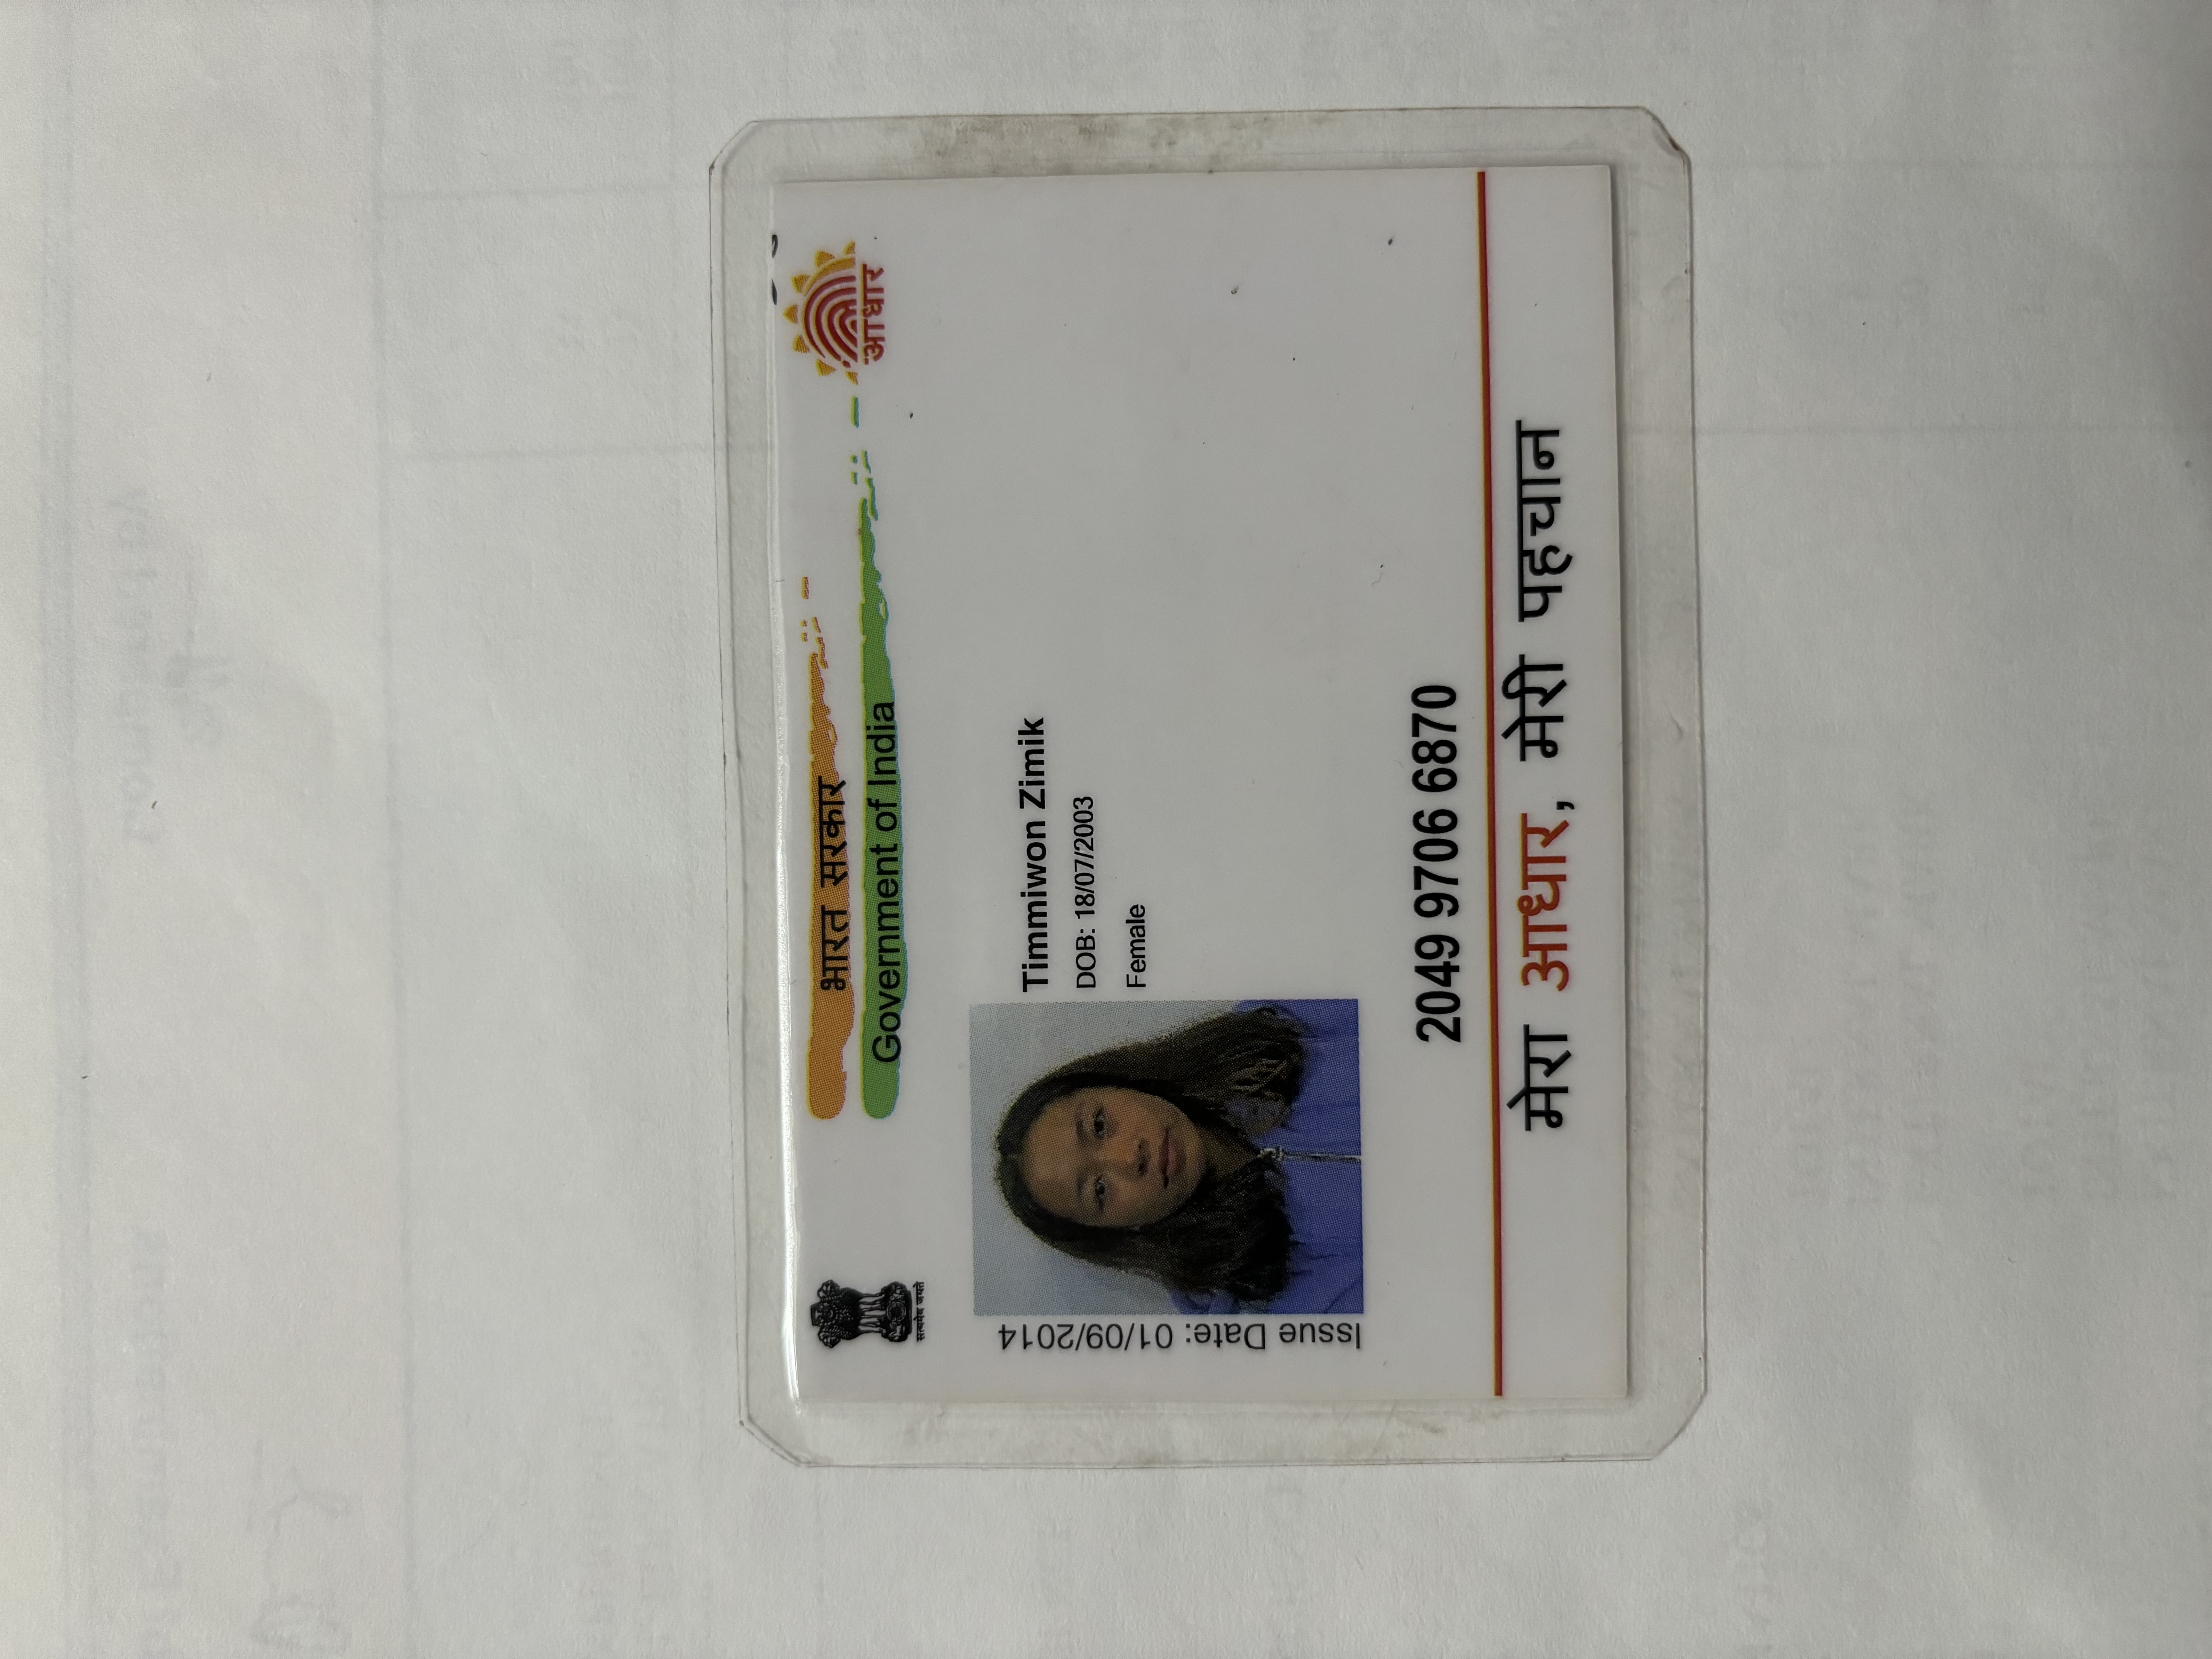 भारत सरकार
Government of India
सत्यमेव जयते
आधार
Issue Date: 01/09/2014
Timmiwon Zimik
DOB: 18/07/2003
Female
2049 9706 6870
मेरा आधार, मेरी पहचान